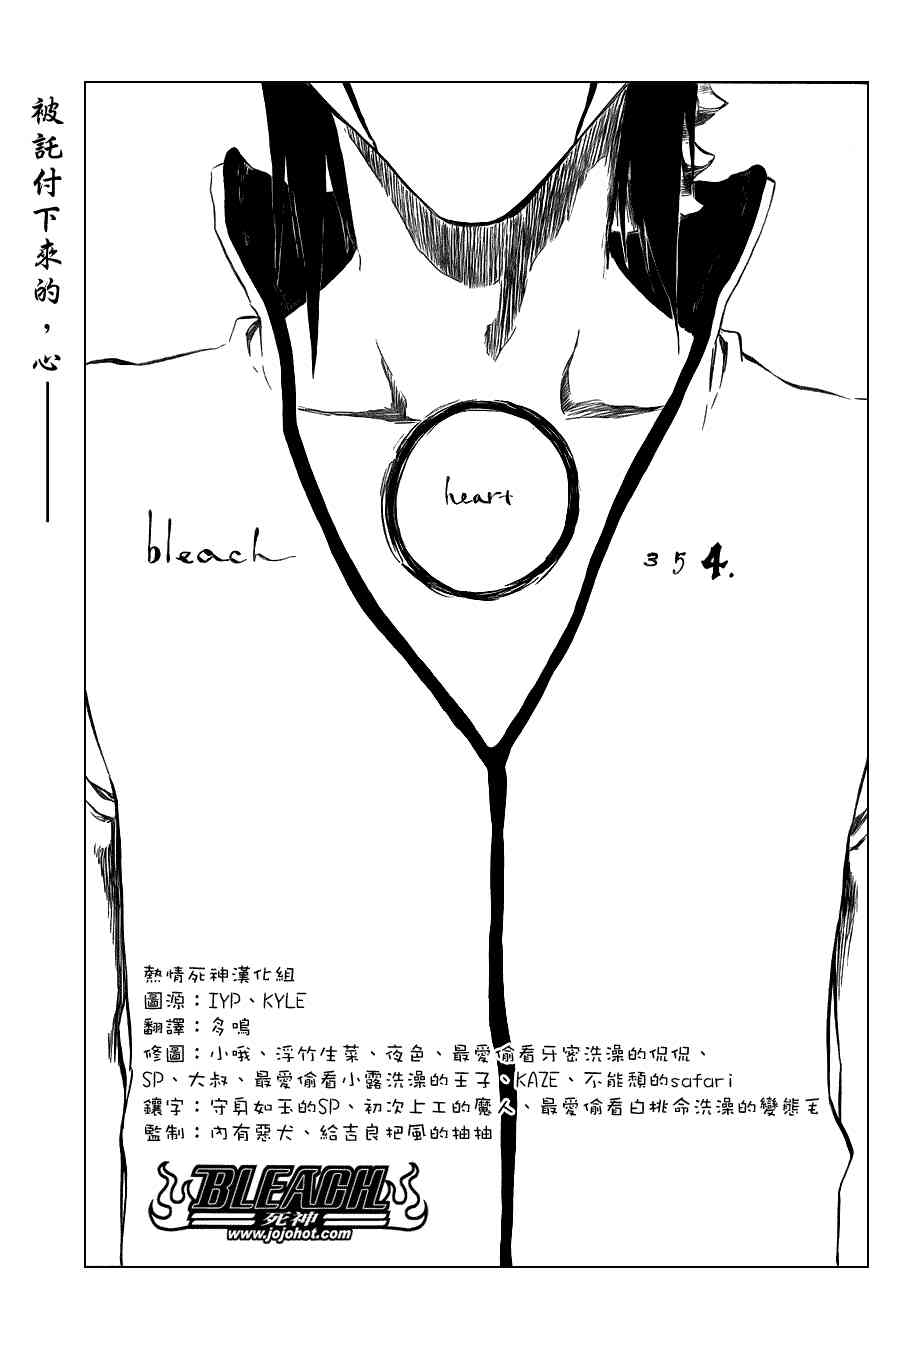 被託付下來的，心——
heart
bleach
354.
熱情死神漢化組
圖源：IYP、KYLE
翻譯：多鳴
修圖：小哦、浮竹生菜、夜色、最愛偷看牙密洗澡的侃侃、
SP、大叔、最愛偷看小露洗澡的王子、KAZE、不能頹的safari
鑲字：守身如玉的SP、初次上工的魔人、最愛偷看白挑命洗澡的變態毛
監制：內有惡犬、給吉良把風的抽抽
BLEACH
死神
www.jojohot.com